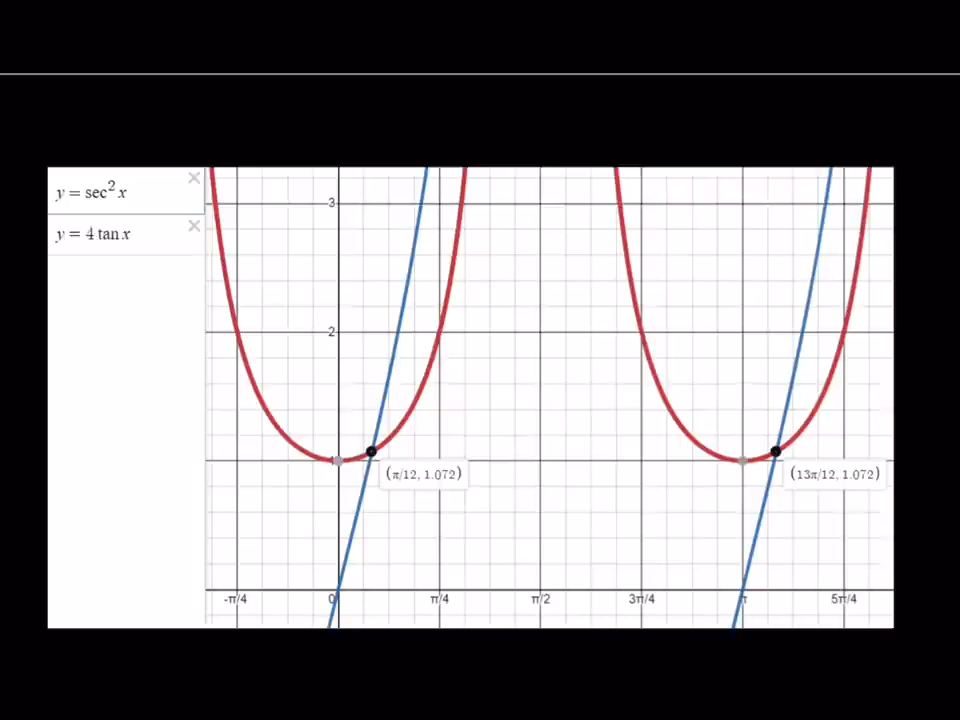 y = sec² x
y = 4 tan x
3
2
(π/12, 1.072)
(13π/12, 1.072)
-π/4 0 π/4 π/2 3π/4 π 5π/4